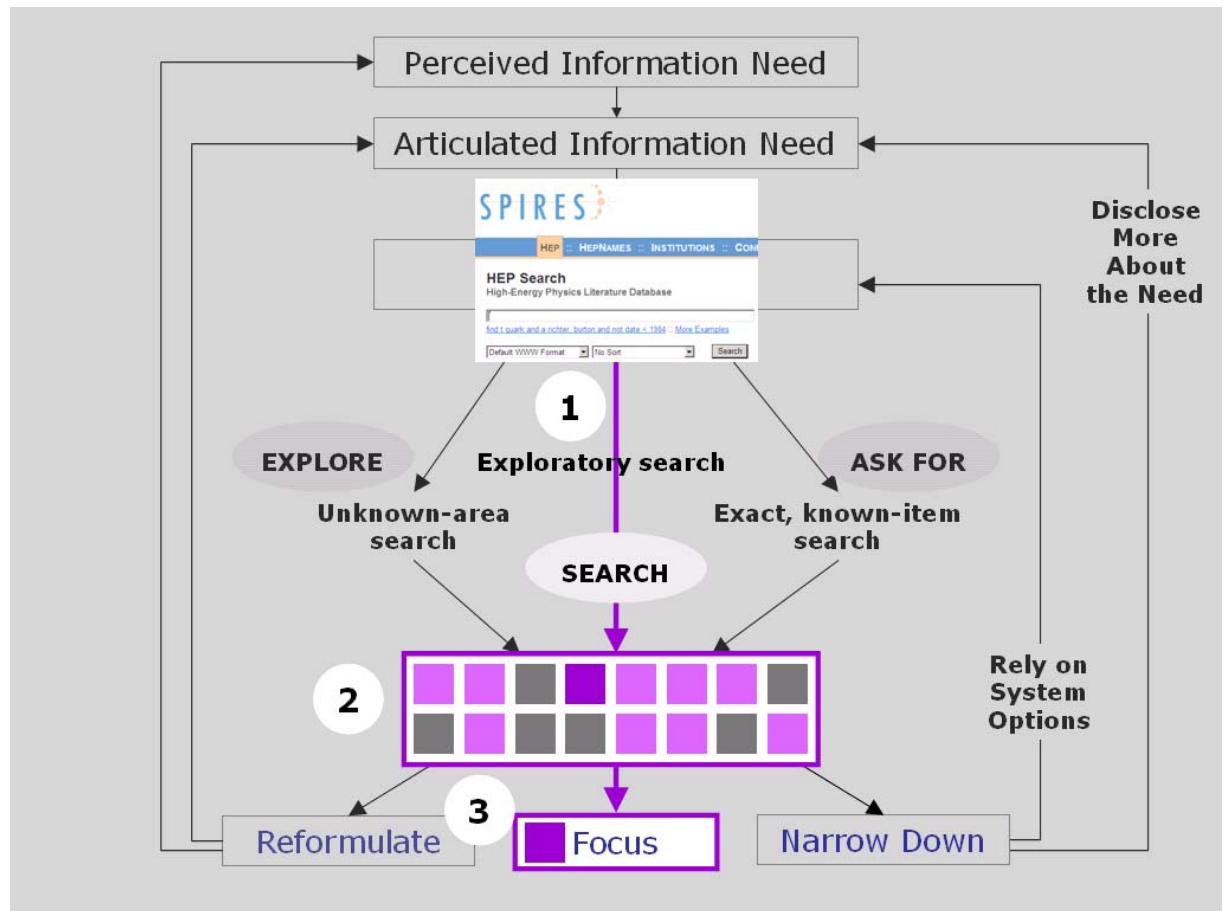 Perceived Information Need
Articulated Information Need
SPIRES
HEP :: HEPNAMES :: INSTITUTIONS :: CON
HEP Search
High-Energy Physics Literature Database
find t quark and a richter, burton and not date < 1984 :: More Examples
Default WWW Format
No Sort
Search
Disclose
More
About
the Need
1
EXPLORE
Exploratory search
ASK FOR
Unknown-area
search
Exact, known-item
search
SEARCH
2
Rely on
System
Options
3
Reformulate
Focus
Narrow Down